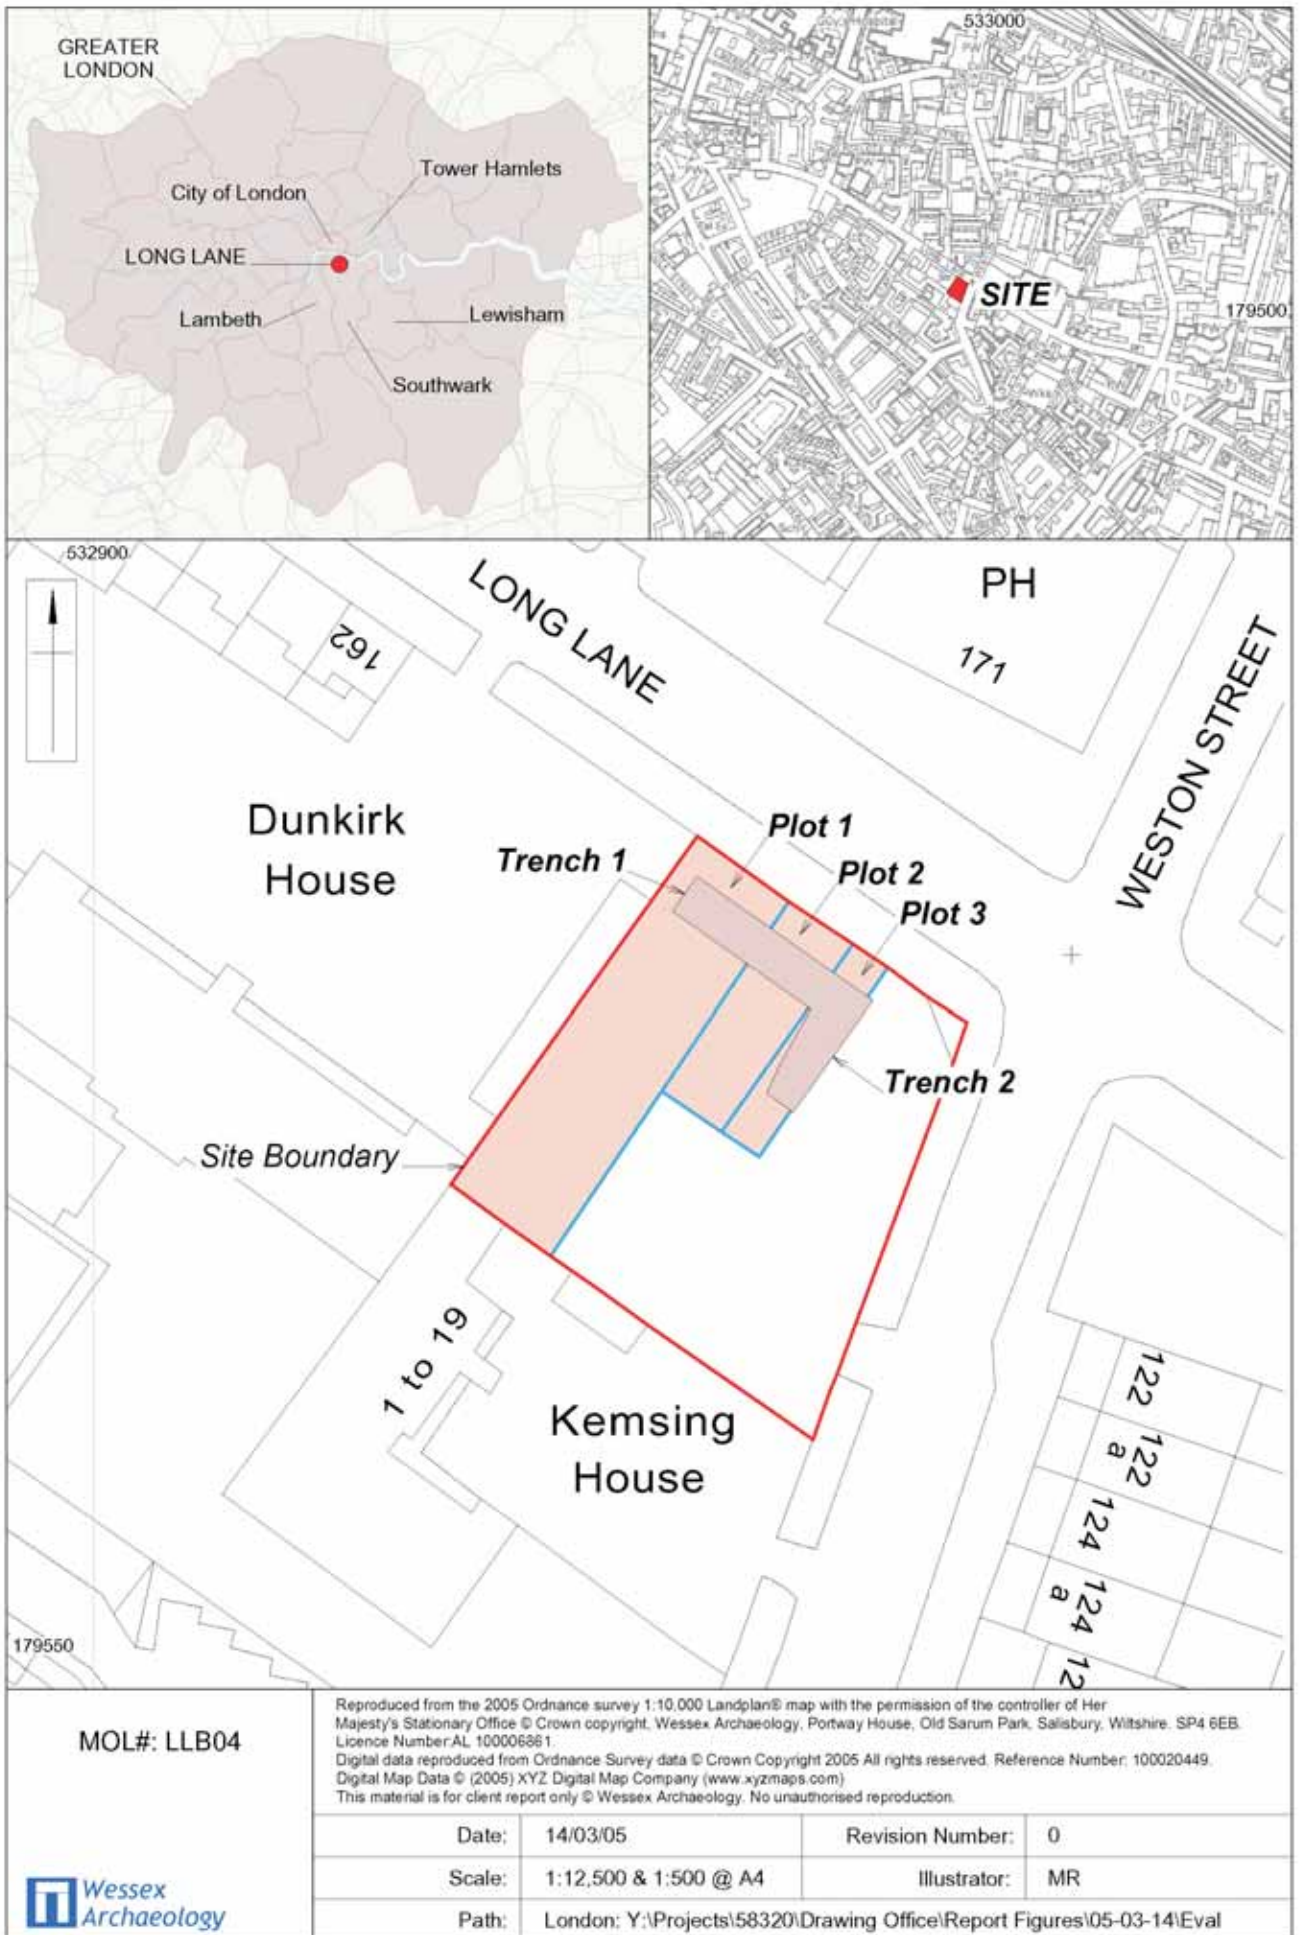 GREATER
LONDON
Tower Hamlets
City of London
LONG LANE
Lambeth
Lewisham
Southwark
533000
SITE
179500
532900
LONG LANE
PH
162
171
WESTON STREET
Dunkirk
House
Plot 1
Trench 1
Plot 2
Plot 3
Trench 2
Site Boundary
1 to 19
Kemsing
House
122
122
a
124
124
a
12
179550
MOL#: LLB04
Reproduced from the 2005 Ordnance survey 1:10,000 Landplan® map with the permission of the controller of Her
Majesty's Stationary Office © Crown copyright, Wessex Archaeology, Portway House, Old Sarum Park, Salisbury, Wiltshire. SP4 6EB.
Licence Number:AL 100006861.
Digital data reproduced from Ordnance Survey data © Crown Copyright 2005 All rights reserved. Reference Number: 100020449.
Digital Map Data © (2005) XYZ Digital Map Company (www.xyzmaps.com)
This material is for client report only © Wessex Archaeology. No unauthorised reproduction.
Date: 14/03/05 Revision Number: 0
Scale: 1:12,500 & 1:500 @ A4 Illustrator: MR
Path: London: Y:\Projects\58320\Drawing Office\Report Figures\05-03-14\Eval
Wessex
Archaeology